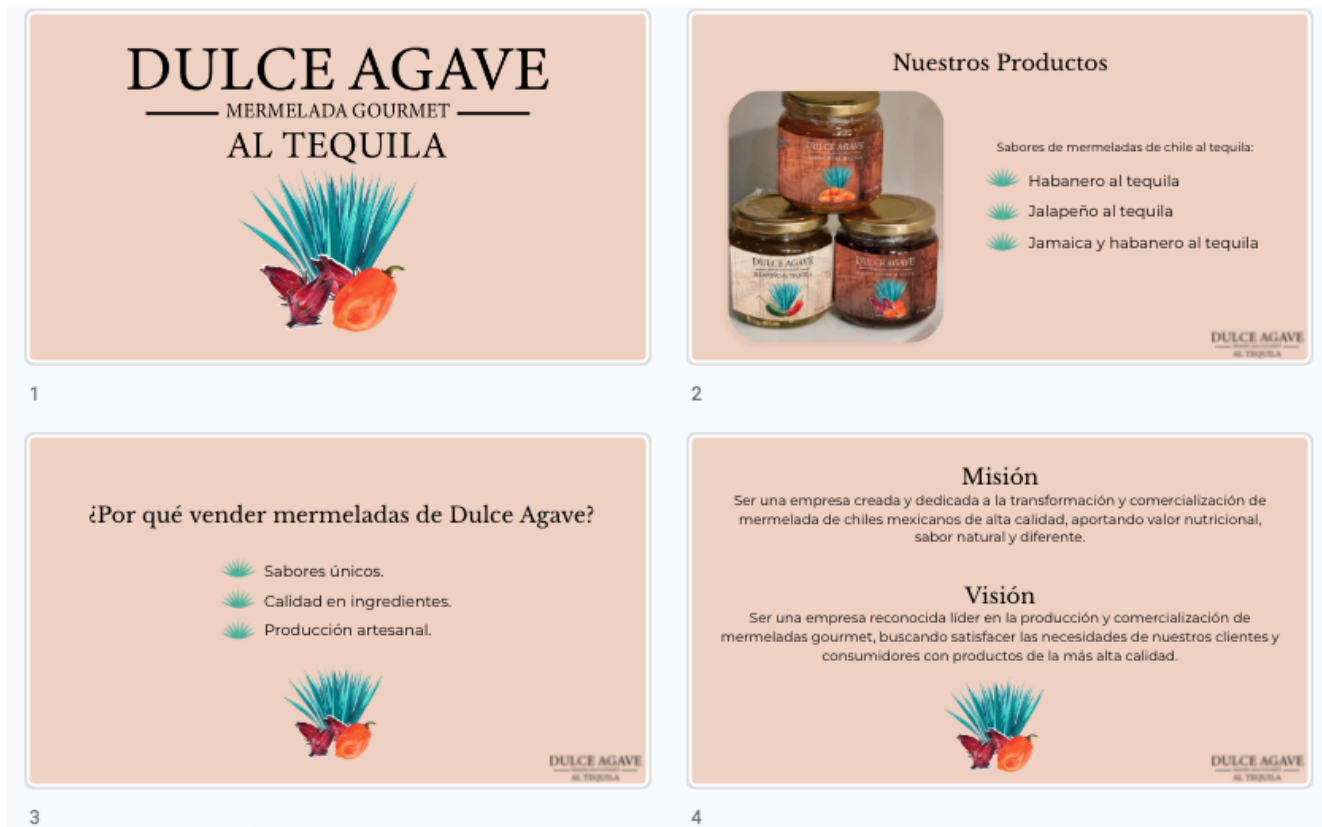 DULCE AGAVE
MERMELADA GOURMET
AL TEQUILA
1
Nuestros Productos
DULCE AGAVE
DULCE AGAVE
DULCE AGAVE
Sabores de mermeladas de chile al tequila:
Habanero al tequila
Jalapeño al tequila
Jamaica y habanero al tequila
DULCE AGAVE
AL TEQUILA
2
¿Por qué vender mermeladas de Dulce Agave?
Sabores únicos.
Calidad en ingredientes.
Producción artesanal.
DULCE AGAVE
AL TEQUILA
3
Misión
Ser una empresa creada y dedicada a la transformación y comercialización de
mermelada de chiles mexicanos de alta calidad, aportando valor nutricional,
sabor natural y diferente.
Visión
Ser una empresa reconocida líder en la producción y comercialización de
mermeladas gourmet, buscando satisfacer las necesidades de nuestros clientes y
consumidores con productos de la más alta calidad.
DULCE AGAVE
AL TEQUILA
4